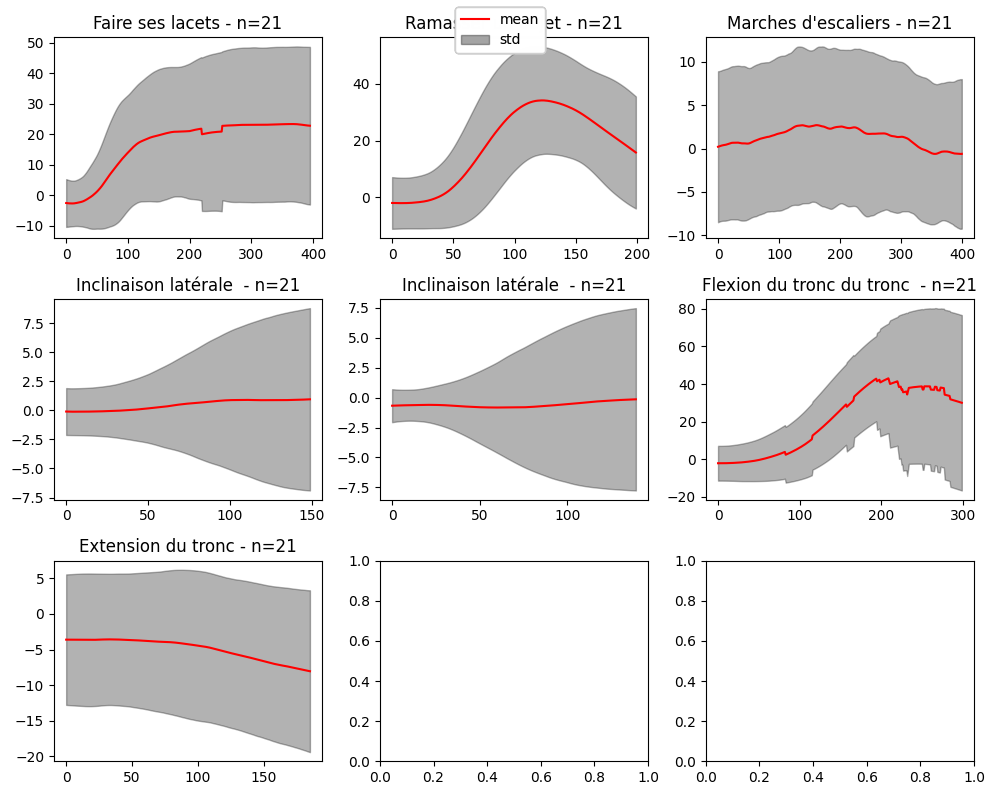 Faire ses lacets - n=21
Ramas et - n=21
Marches d'escaliers - n=21
mean
std
50
40
30
20
10
0
−10
0 100 200 300 400
40
20
0
0 50 100 150 200
10
5
0
−5
−10
0 100 200 300 400
Inclinaison latérale  - n=21
Inclinaison latérale  - n=21
Flexion du tronc du tronc  - n=21
7.5
5.0
2.5
0.0
−2.5
−5.0
−7.5
0 50 100 150
7.5
5.0
2.5
0.0
−2.5
−5.0
−7.5
0 50 100
80
60
40
20
0
−20
0 100 200 300
Extension du tronc - n=21
5
0
−5
−10
−15
−20
0 50 100 150
1.0
0.8
0.6
0.4
0.2
0.0
0.0 0.2 0.4 0.6 0.8 1.0
1.0
0.8
0.6
0.4
0.2
0.0
0.0 0.2 0.4 0.6 0.8 1.0